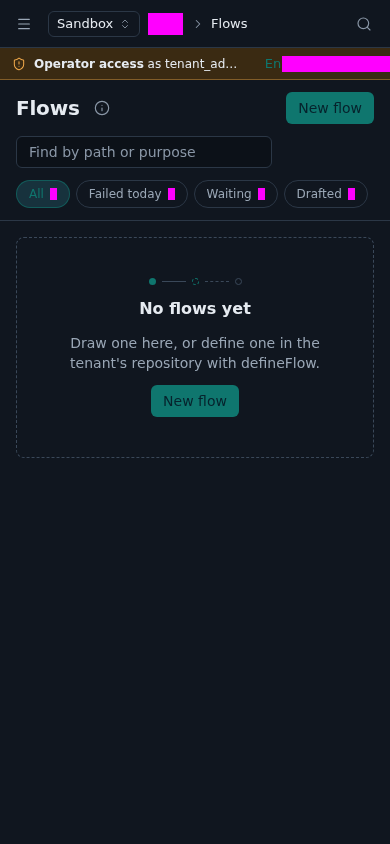 Sandbox
Flows
Operator access as tenant_ad… En
Flows
New flow
Find by path or purpose
All
Failed today
Waiting
Drafted
No flows yet
Draw one here, or define one in the
tenant's repository with defineFlow.
New flow